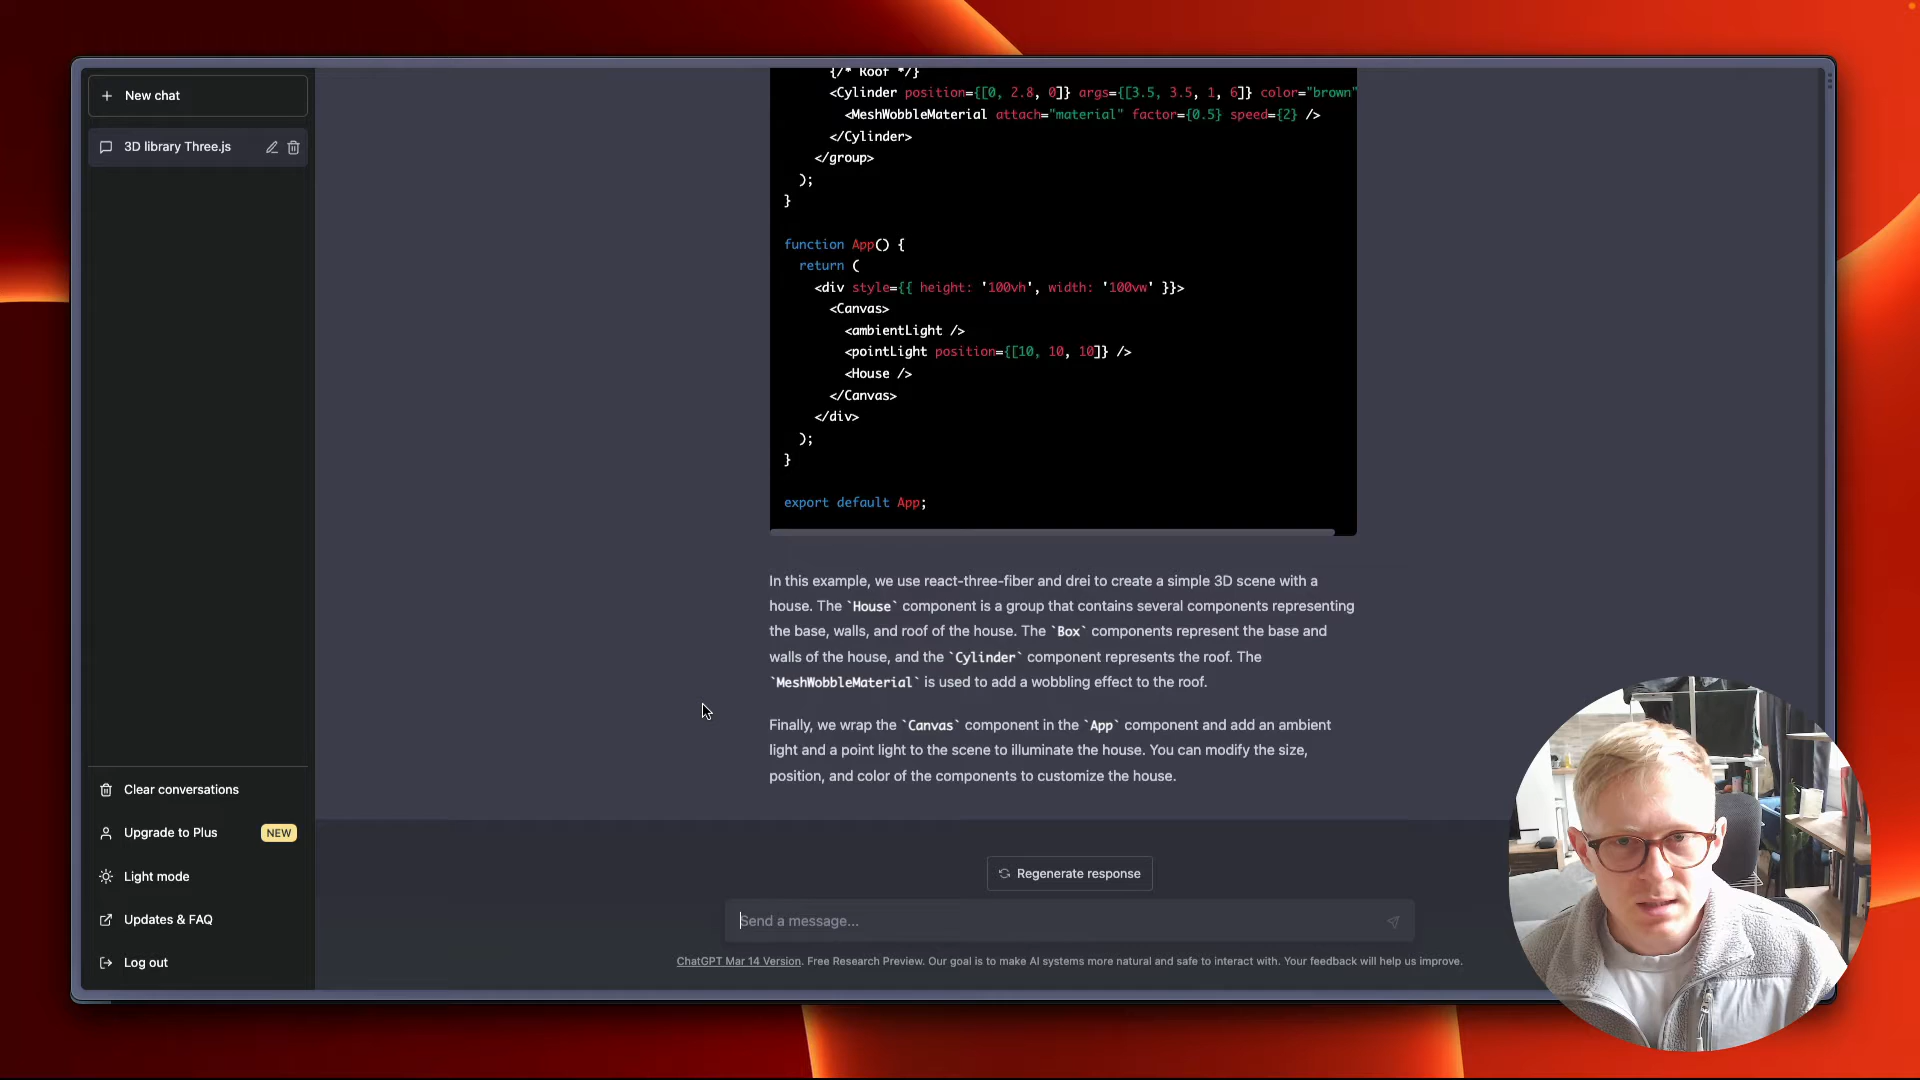 New chat
3D library Three.js
{/* Roof */}
<Cylinder position={[0, 2.8, 0]} args={[3.5, 3.5, 1, 6]} color="brown"
<MeshWobbleMaterial attach="material" factor={0.5} speed={2} />
</Cylinder>
</group>
);
}
function App() {
return (
<div style={{ height: '100vh', width: '100vw' }}>
<Canvas>
<ambientLight />
<pointLight position={[10, 10, 10]} />
<House />
</Canvas>
</div>
);
}
export default App;
In this example, we use react-three-fiber and drei to create a simple 3D scene with a
house. The `House` component is a group that contains several components representing
the base, walls, and roof of the house. The `Box` components represent the base and
walls of the house, and the `Cylinder` component represents the roof. The
`MeshWobbleMaterial` is used to add a wobbling effect to the roof.
Finally, we wrap the `Canvas` component in the `App` component and add an ambient
light and a point light to the scene to illuminate the house. You can modify the size,
position, and color of the components to customize the house.
Clear conversations
Upgrade to Plus NEW
Light mode
Updates & FAQ
Log out
Regenerate response
Send a message...
ChatGPT Mar 14 Version. Free Research Preview. Our goal is to make AI systems more natural and safe to interact with. Your feedback will help us improve.